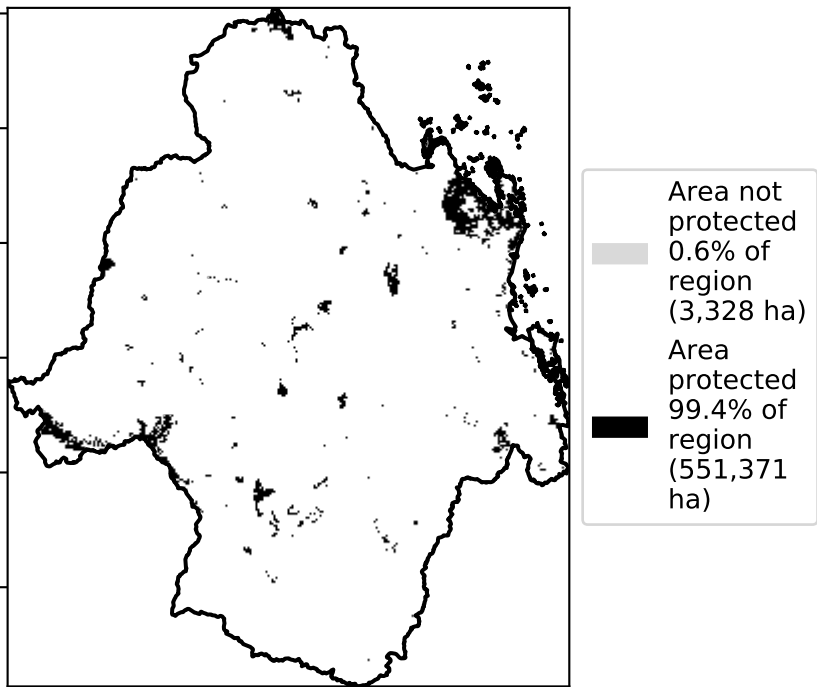 Area not
protected
0.6% of
region
(3,328 ha)
Area
protected
99.4% of
region
(551,371
ha)